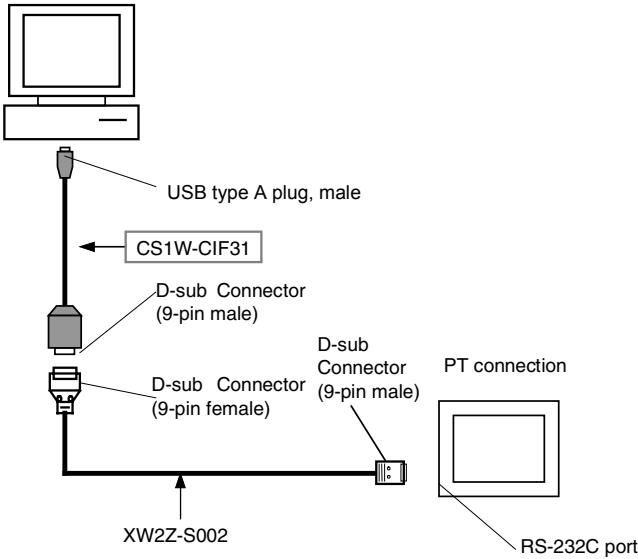 USB type A plug, male
CS1W-CIF31
D-sub Connector
(9-pin male)
D-sub
Connector
(9-pin male)
PT connection
D-sub Connector
(9-pin female)
XW2Z-S002
RS-232C port